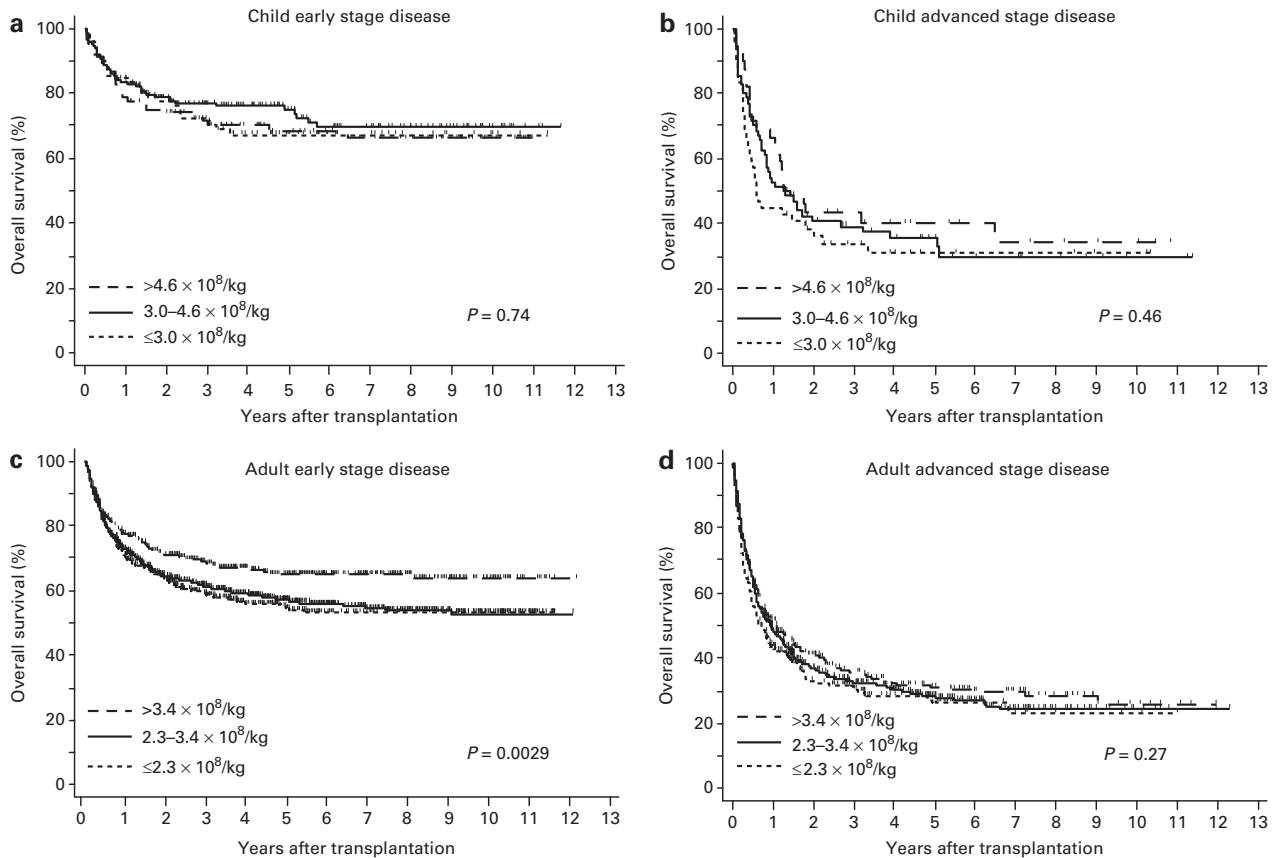 a
Child early stage disease
100
80
60
40
20
0
Overall survival (%)
>4.6 × 10⁸/kg
3.0–4.6 × 10⁸/kg
≤3.0 × 10⁸/kg
P = 0.74
0 1 2 3 4 5 6 7 8 9 10 11 12 13
Years after transplantation
b
Child advanced stage disease
100
80
60
40
20
0
Overall survival (%)
>4.6 × 10⁸/kg
3.0–4.6 × 10⁸/kg
≤3.0 × 10⁸/kg
P = 0.46
0 1 2 3 4 5 6 7 8 9 10 11 12 13
Years after transplantation
c
Adult early stage disease
100
80
60
40
20
0
Overall survival (%)
>3.4 × 10⁸/kg
2.3–3.4 × 10⁸/kg
≤2.3 × 10⁸/kg
P = 0.0029
0 1 2 3 4 5 6 7 8 9 10 11 12 13
Years after transplantation
d
Adult advanced stage disease
100
80
60
40
20
0
Overall survival (%)
>3.4 × 10⁸/kg
2.3–3.4 × 10⁸/kg
≤2.3 × 10⁸/kg
P = 0.27
0 1 2 3 4 5 6 7 8 9 10 11 12 13
Years after transplantation